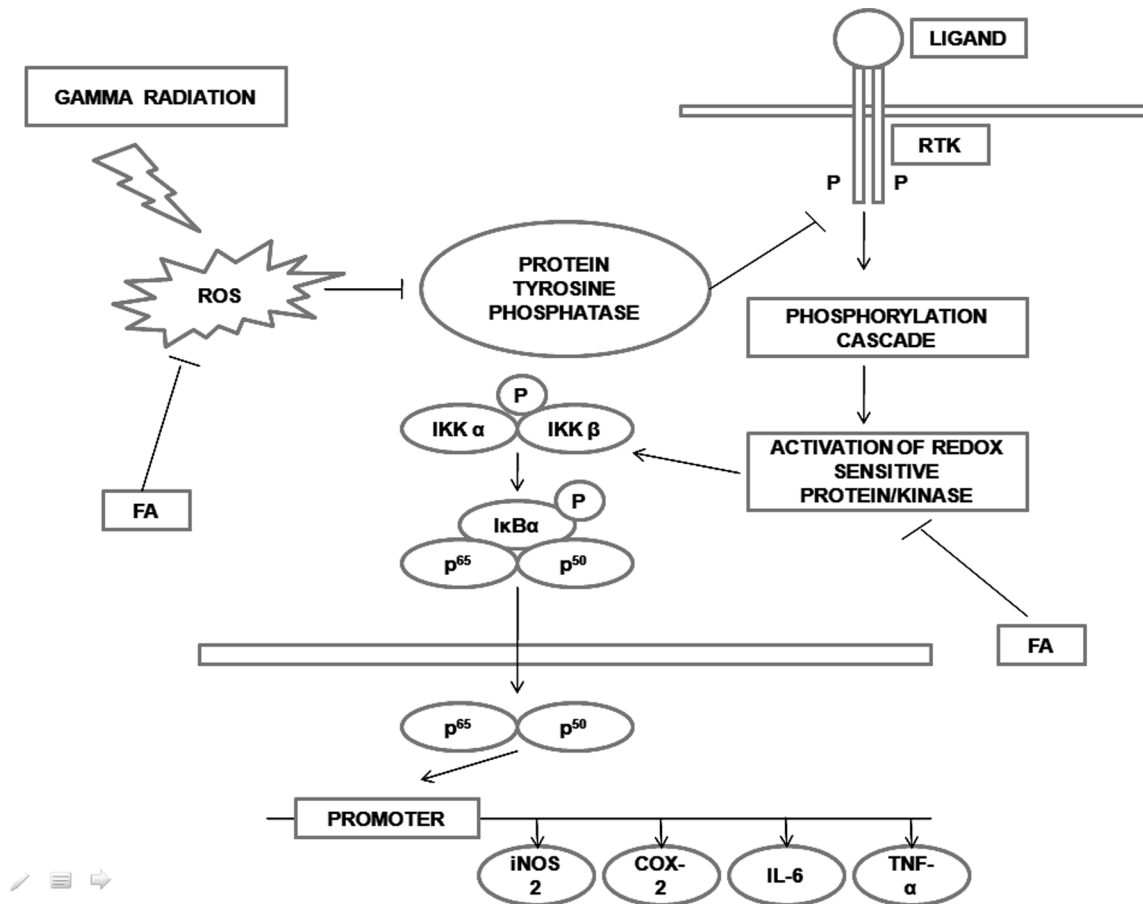 LIGAND
GAMMA RADIATION
RTK
P P
PROTEIN
TYROSINE
PHOSPHATASE
ROS
PHOSPHORYLATION
CASCADE
P
IKK α IKK β
ACTIVATION OF REDOX
SENSITIVE
PROTEIN/KINASE
FA
P
IκBα
p⁶⁵ p⁵⁰
FA
p⁶⁵ p⁵⁰
PROMOTER
iNOS
2
COX-
2
IL-6
TNF-
α